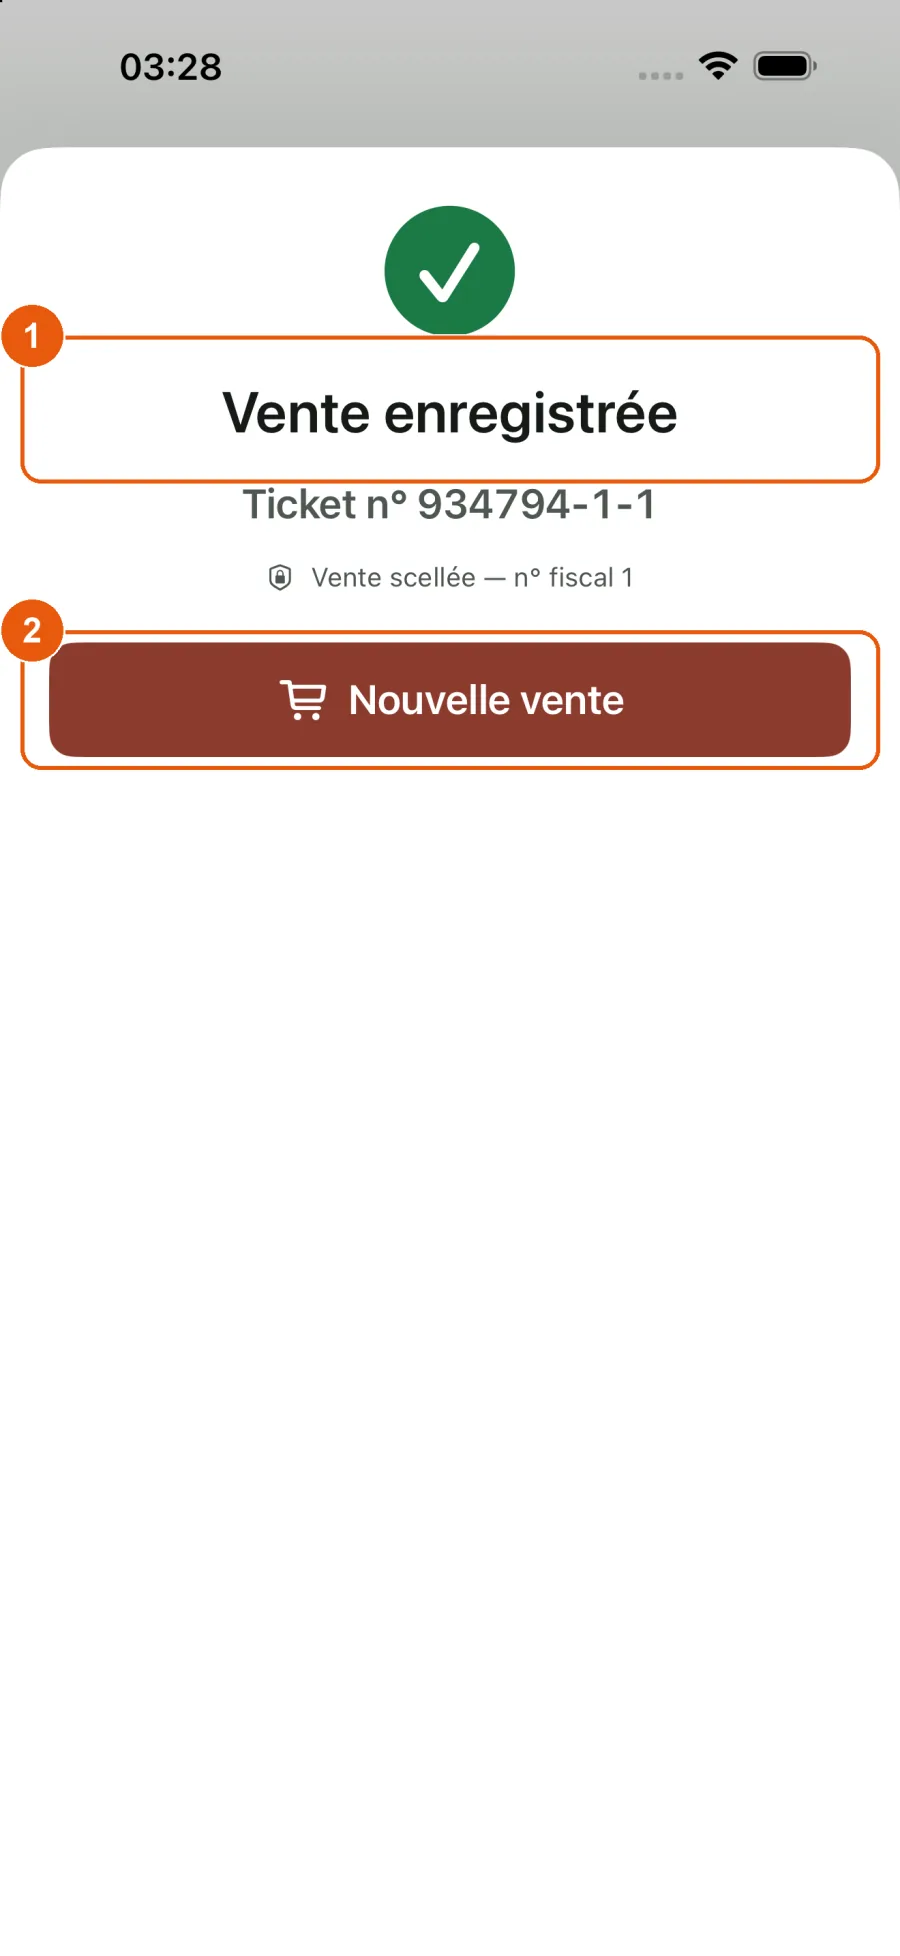 03:28
1
Vente enregistrée
Ticket n° 934794-1-1
Vente scellée — n° fiscal 1
2
Nouvelle vente